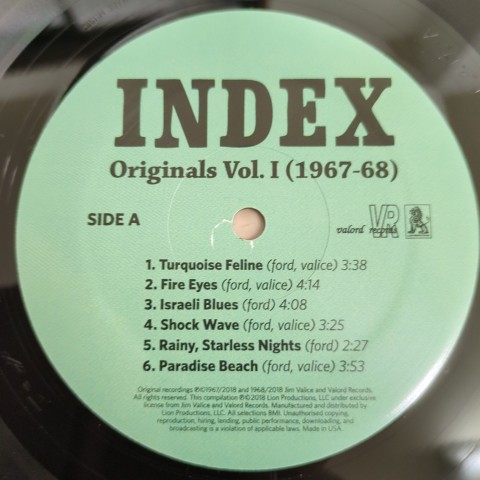 INDEX
Originals Vol. I (1967-68)
SIDE A
valord records
VR
1. Turquoise Feline (ford, valice) 3:38
2. Fire Eyes (ford, valice) 4:14
3. Israeli Blues (ford) 4:08
4. Shock Wave (ford, valice) 3:25
5. Rainy, Starless Nights (ford) 2:27
6. Paradise Beach (ford, valice) 3:53
Original recordings ℗©1967/2018 and 1968/2018 Jim Valice and Valord Records.
All rights reserved. This compilation ℗©2018 Lion Productions, LLC under exclusive
license from Jim Valice and Valord Records. Manufactured and distributed by
Lion Productions, LLC. All selections BMI. Unauthorised copying,
reproduction, hiring, lending, public performance, downloading, and
broadcasting is a violation of applicable laws. Made in USA.